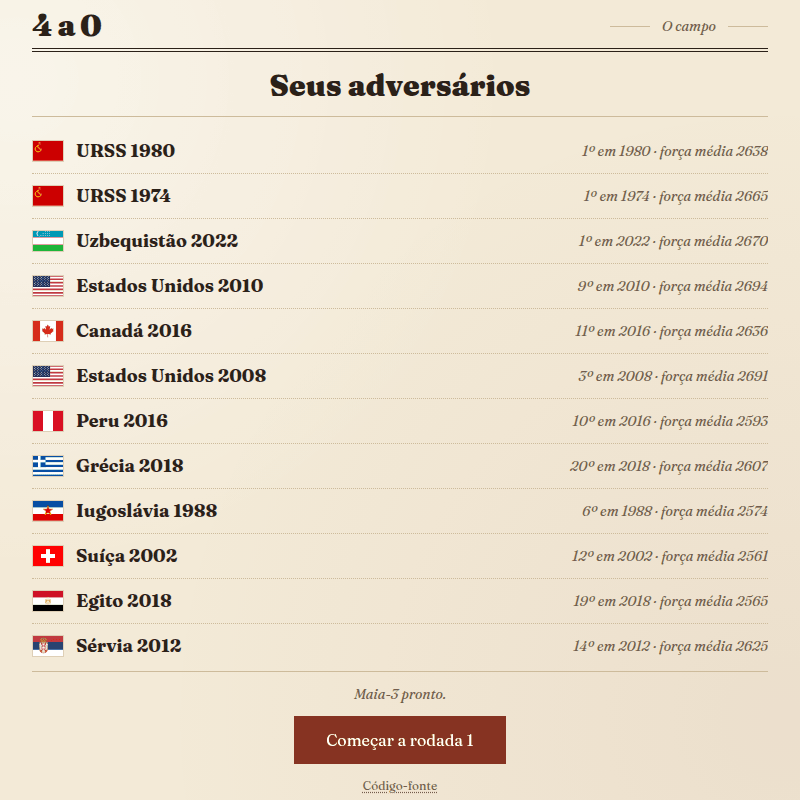 4 a 0
O campo
Seus adversários
URSS 1980 1º em 1980 · força média 2638
URSS 1974 1º em 1974 · força média 2665
Uzbequistão 2022 1º em 2022 · força média 2670
Estados Unidos 2010 9º em 2010 · força média 2694
Canadá 2016 11º em 2016 · força média 2636
Estados Unidos 2008 3º em 2008 · força média 2691
Peru 2016 10º em 2016 · força média 2593
Grécia 2018 20º em 2018 · força média 2607
Iugoslávia 1988 6º em 1988 · força média 2574
Suíça 2002 12º em 2002 · força média 2561
Egito 2018 19º em 2018 · força média 2565
Sérvia 2012 14º em 2012 · força média 2625
Maia-3 pronto.
Começar a rodada 1
Código-fonte